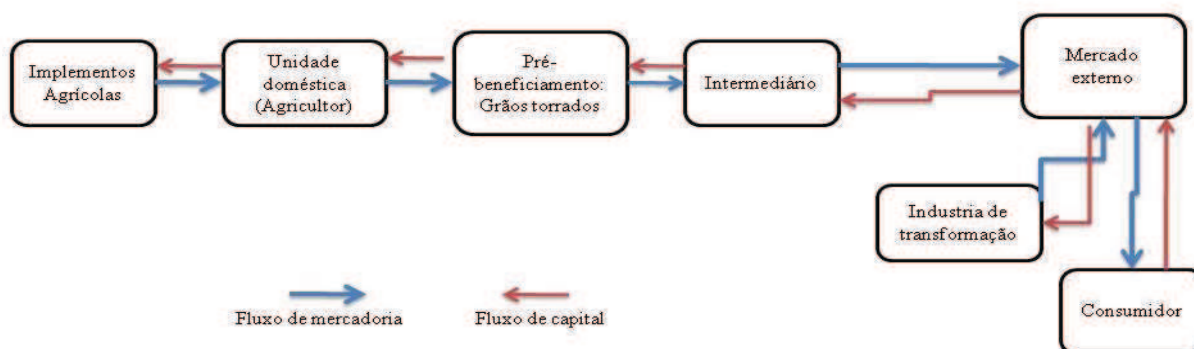 Implementos
Agrícolas
Unidade
doméstica
(Agricultor)
Pré-
beneficiamento:
Grãos torrados
Intermediário
Mercado
externo
Industria de
transformação
Consumidor
Fluxo de mercadoria
Fluxo de capital